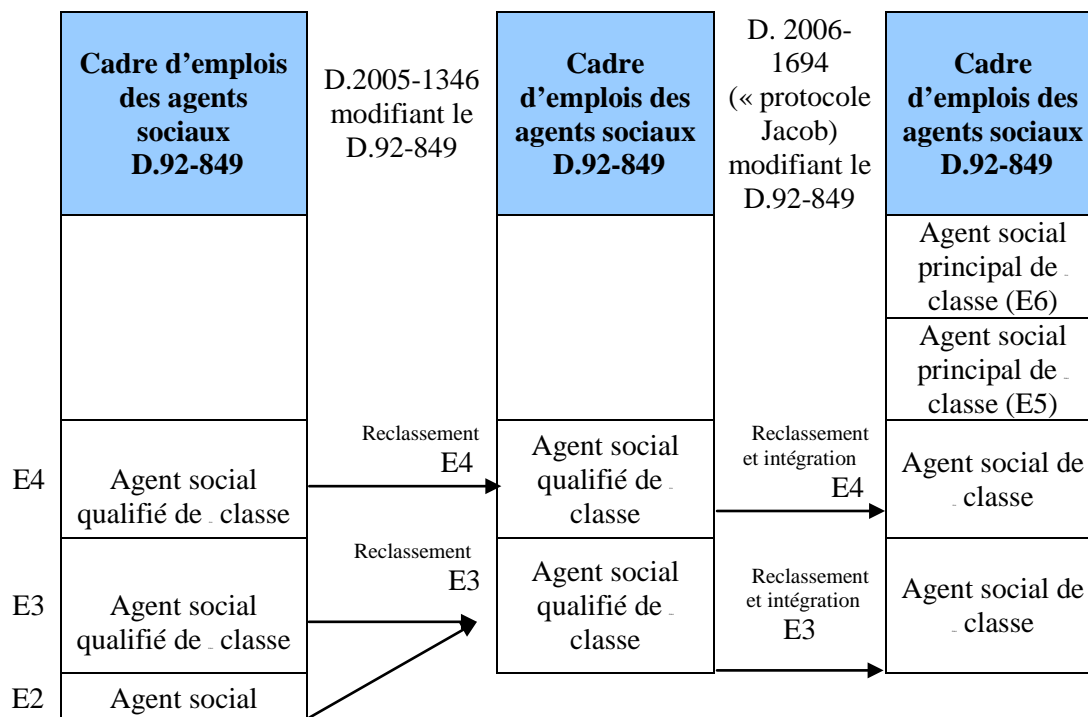 Cadre d’emplois
des agents
sociaux
D.92-849
D.2005-1346
modifiant le
D.92-849
Cadre
d’emplois des
agents sociaux
D.92-849
D. 2006-
1694
(« protocole
Jacob)
modifiant le
D.92-849
Cadre
d’emplois des
agents sociaux
D.92-849
Agent social
principal de
classe (E6)
Agent social
principal de
classe (E5)
E4
Agent social
qualifié de classe
Reclassement
E4
Agent social
qualifié de
classe
Reclassement
et intégration
E4
Agent social de
classe
E3
Agent social
qualifié de classe
Reclassement
E3
Agent social
qualifié de
classe
Reclassement
et intégration
E3
Agent social de
classe
E2
Agent social